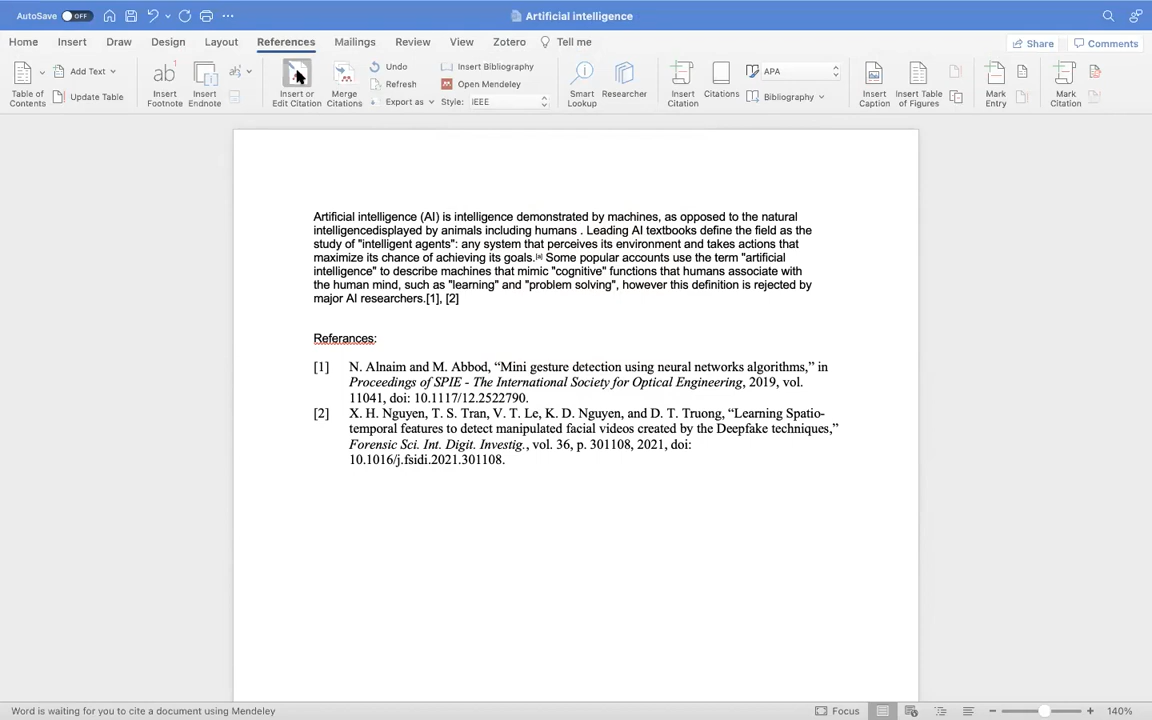 AutoSave OFF
Artificial intelligence
Home Insert Draw Design Layout References Mailings Review View Zotero Tell me
Share Comments
Table of Contents
Add Text
Update Table
ab1
Insert Footnote
Insert Endnote
ab
Insert or Edit Citation
Merge Citations
Undo
Refresh
Export as
Insert Bibliography
Open Mendeley
Style: IEEE
Smart Lookup
Researcher
Insert Citation
Citations
APA
Bibliography
Insert Caption
Insert Table of Figures
Mark Entry
Mark Citation
Artificial intelligence (AI) is intelligence demonstrated by machines, as opposed to the natural
intelligencedisplayed by animals including humans . Leading AI textbooks define the field as the
study of "intelligent agents": any system that perceives its environment and takes actions that
maximize its chance of achieving its goals.[a] Some popular accounts use the term "artificial
intelligence" to describe machines that mimic "cognitive" functions that humans associate with
the human mind, such as "learning" and "problem solving", however this definition is rejected by
major AI researchers.[1], [2]
Referances:
[1] N. Alnaim and M. Abbod, “Mini gesture detection using neural networks algorithms,” in
Proceedings of SPIE - The International Society for Optical Engineering, 2019, vol.
11041, doi: 10.1117/12.2522790.
[2] X. H. Nguyen, T. S. Tran, V. T. Le, K. D. Nguyen, and D. T. Truong, “Learning Spatio-
temporal features to detect manipulated facial videos created by the Deepfake techniques,”
Forensic Sci. Int. Digit. Investig., vol. 36, p. 301108, 2021, doi:
10.1016/j.fsidi.2021.301108.
Word is waiting for you to cite a document using Mendeley
Focus
140%